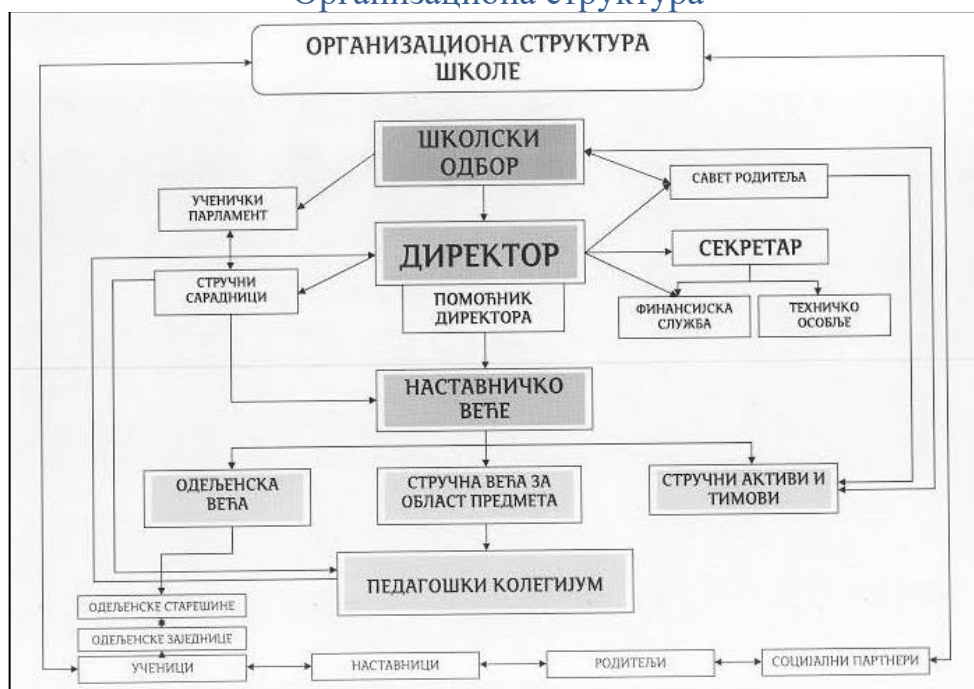 Организациона структура
ОРГАНИЗАЦИОНА СТРУКТУРА
ШКОЛЕ
ШКОЛСКИ
ОДБОР
САВЕТ РОДИТЕЉА
УЧЕНИЧКИ
ПАРЛАМЕНТ
ДИРЕКТОР
СЕКРЕТАР
СТРУЧНИ
САРАДНИЦИ
ПОМОЋНИК
ДИРЕКТОРА
ФИНАНСИЈСКА
СЛУЖБА
ТЕХНИЧКО
ОСОБЉЕ
НАСТАВНИЧКО
ВЕЋЕ
ОДЕЉЕНСКА
ВЕЋА
СТРУЧНА ВЕЋА ЗА
ОБЛАСТ ПРЕДМЕТА
СТРУЧНИ АКТИВИ И
ТИМОВИ
ПЕДАГОШКИ КОЛЕГИЈУМ
ОДЕЉЕНСКЕ СТАРЕШИНЕ
ОДЕЉЕНСКЕ ЗАЈЕДНИЦЕ
УЧЕНИЦИ
НАСТАВНИЦИ
РОДИТЕЉИ
СОЦИЈАЛНИ ПАРТНЕРИ